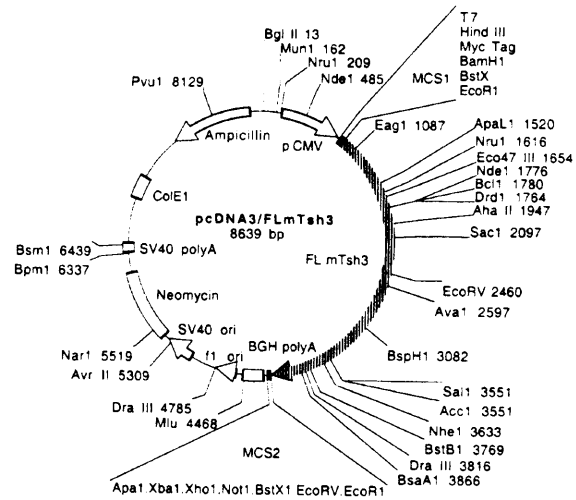 T7
Hind III
Myc Tag
BamH1
BstX
EcoR1
MCS1
Bgl II 13
Mun1 162
Nru1 209
Nde1 485
Pvu1 8129
Ampicillin
p CMV
Eag1 1087
ApaL1 1520
Nru1 1616
Eco47 III 1654
Nde1 1776
Bcl1 1780
Drd1 1764
Aha II 1947
Sac1 2097
ColE1
pcDNA3/FLmTsh3
8639 bp
FL mTsh3
Bsm1 6439
Bpm1 6337
SV40 polyA
EcoRV 2460
Ava1 2597
Neomycin
SV40 ori
f1 ori
BGH polyA
BspH1 3082
Nar1 5519
Avr II 5309
Sal1 3551
Acc1 3551
Nhe1 3633
BstB1 3769
Dra III 3816
BsaA1 3866
Dra III 4785
Mlu 4468
MCS2
Apa1.Xba1.Xho1.Not1.BstX1 EcoRV.EcoR1